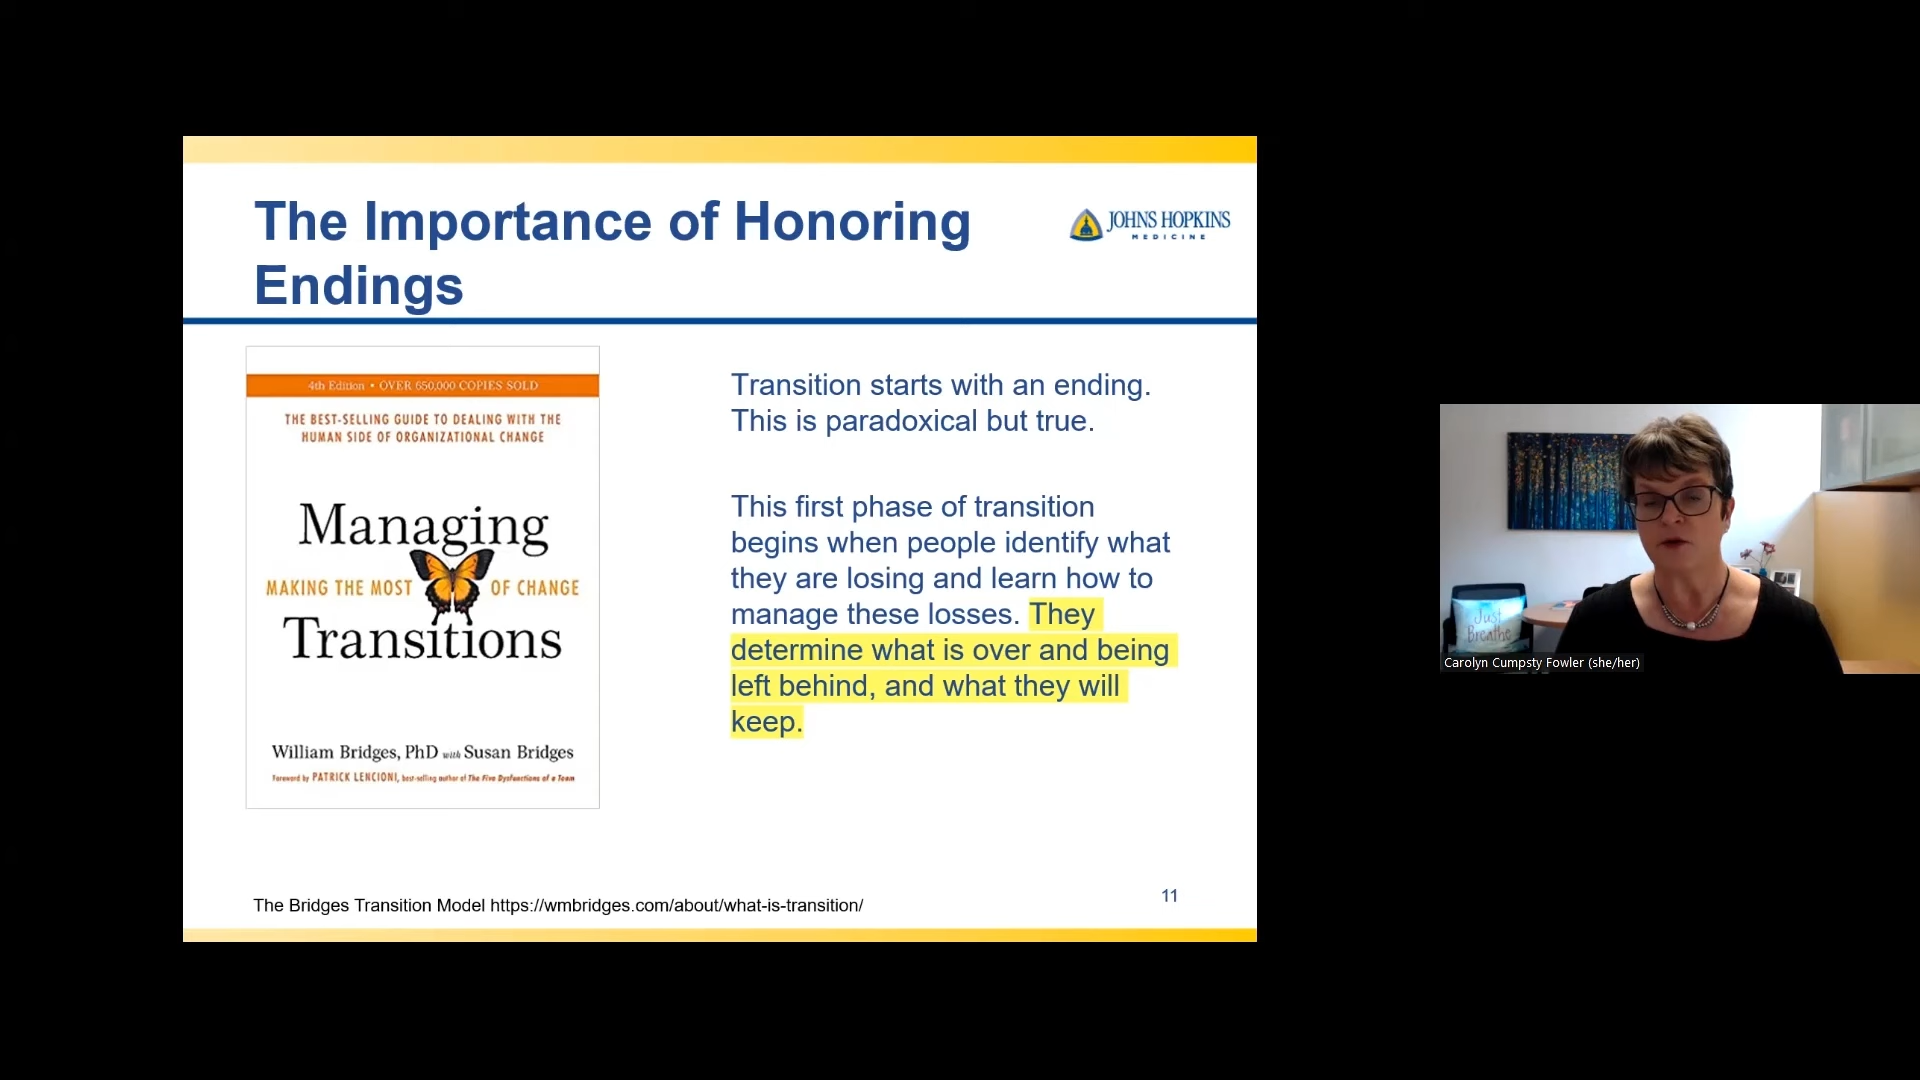 The Importance of Honoring
Endings
JOHNS HOPKINS
MEDICINE
4th Edition • OVER 650,000 COPIES SOLD
THE BEST-SELLING GUIDE TO DEALING WITH THE
HUMAN SIDE OF ORGANIZATIONAL CHANGE
Managing
MAKING THE MOST OF CHANGE
Transitions
William Bridges, PhD with Susan Bridges
Foreword by PATRICK LENCIONI, best-selling author of The Five Dysfunctions of a Team
Transition starts with an ending.
This is paradoxical but true.
This first phase of transition
begins when people identify what
they are losing and learn how to
manage these losses. They
determine what is over and being
left behind, and what they will
keep.
The Bridges Transition Model https://wmbridges.com/about/what-is-transition/
11
Just
Breathe
Carolyn Cumpsty Fowler (she/her)